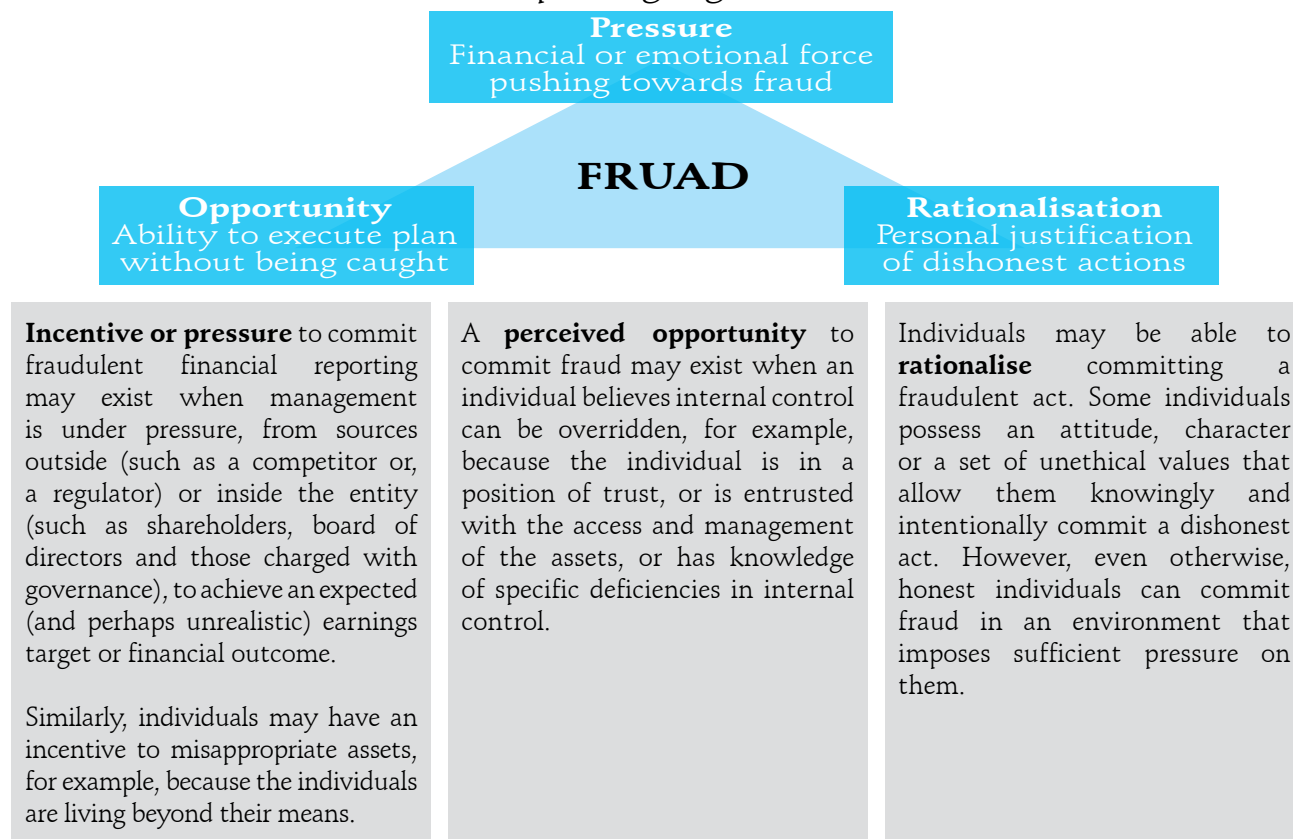 Pressure
Financial or emotional force
pushing towards fraud
FRUAD
Opportunity
Ability to execute plan
without being caught
Rationalisation
Personal justification
of dishonest actions
Incentive or pressure to commit
fraudulent financial reporting
may exist when management
is under pressure, from sources
outside (such as a competitor or,
a regulator) or inside the entity
(such as shareholders, board of
directors and those charged with
governance), to achieve an expected
(and perhaps unrealistic) earnings
target or financial outcome.
Similarly, individuals may have an
incentive to misappropriate assets,
for example, because the individuals
are living beyond their means.
A perceived opportunity to
commit fraud may exist when an
individual believes internal control
can be overridden, for example,
because the individual is in a
position of trust, or is entrusted
with the access and management
of the assets, or has knowledge
of specific deficiencies in internal
control.
Individuals may be able to
rationalise committing a
fraudulent act. Some individuals
possess an attitude, character
or a set of unethical values that
allow them knowingly and
intentionally commit a dishonest
act. However, even otherwise,
honest individuals can commit
fraud in an environment that
imposes sufficient pressure on
them.